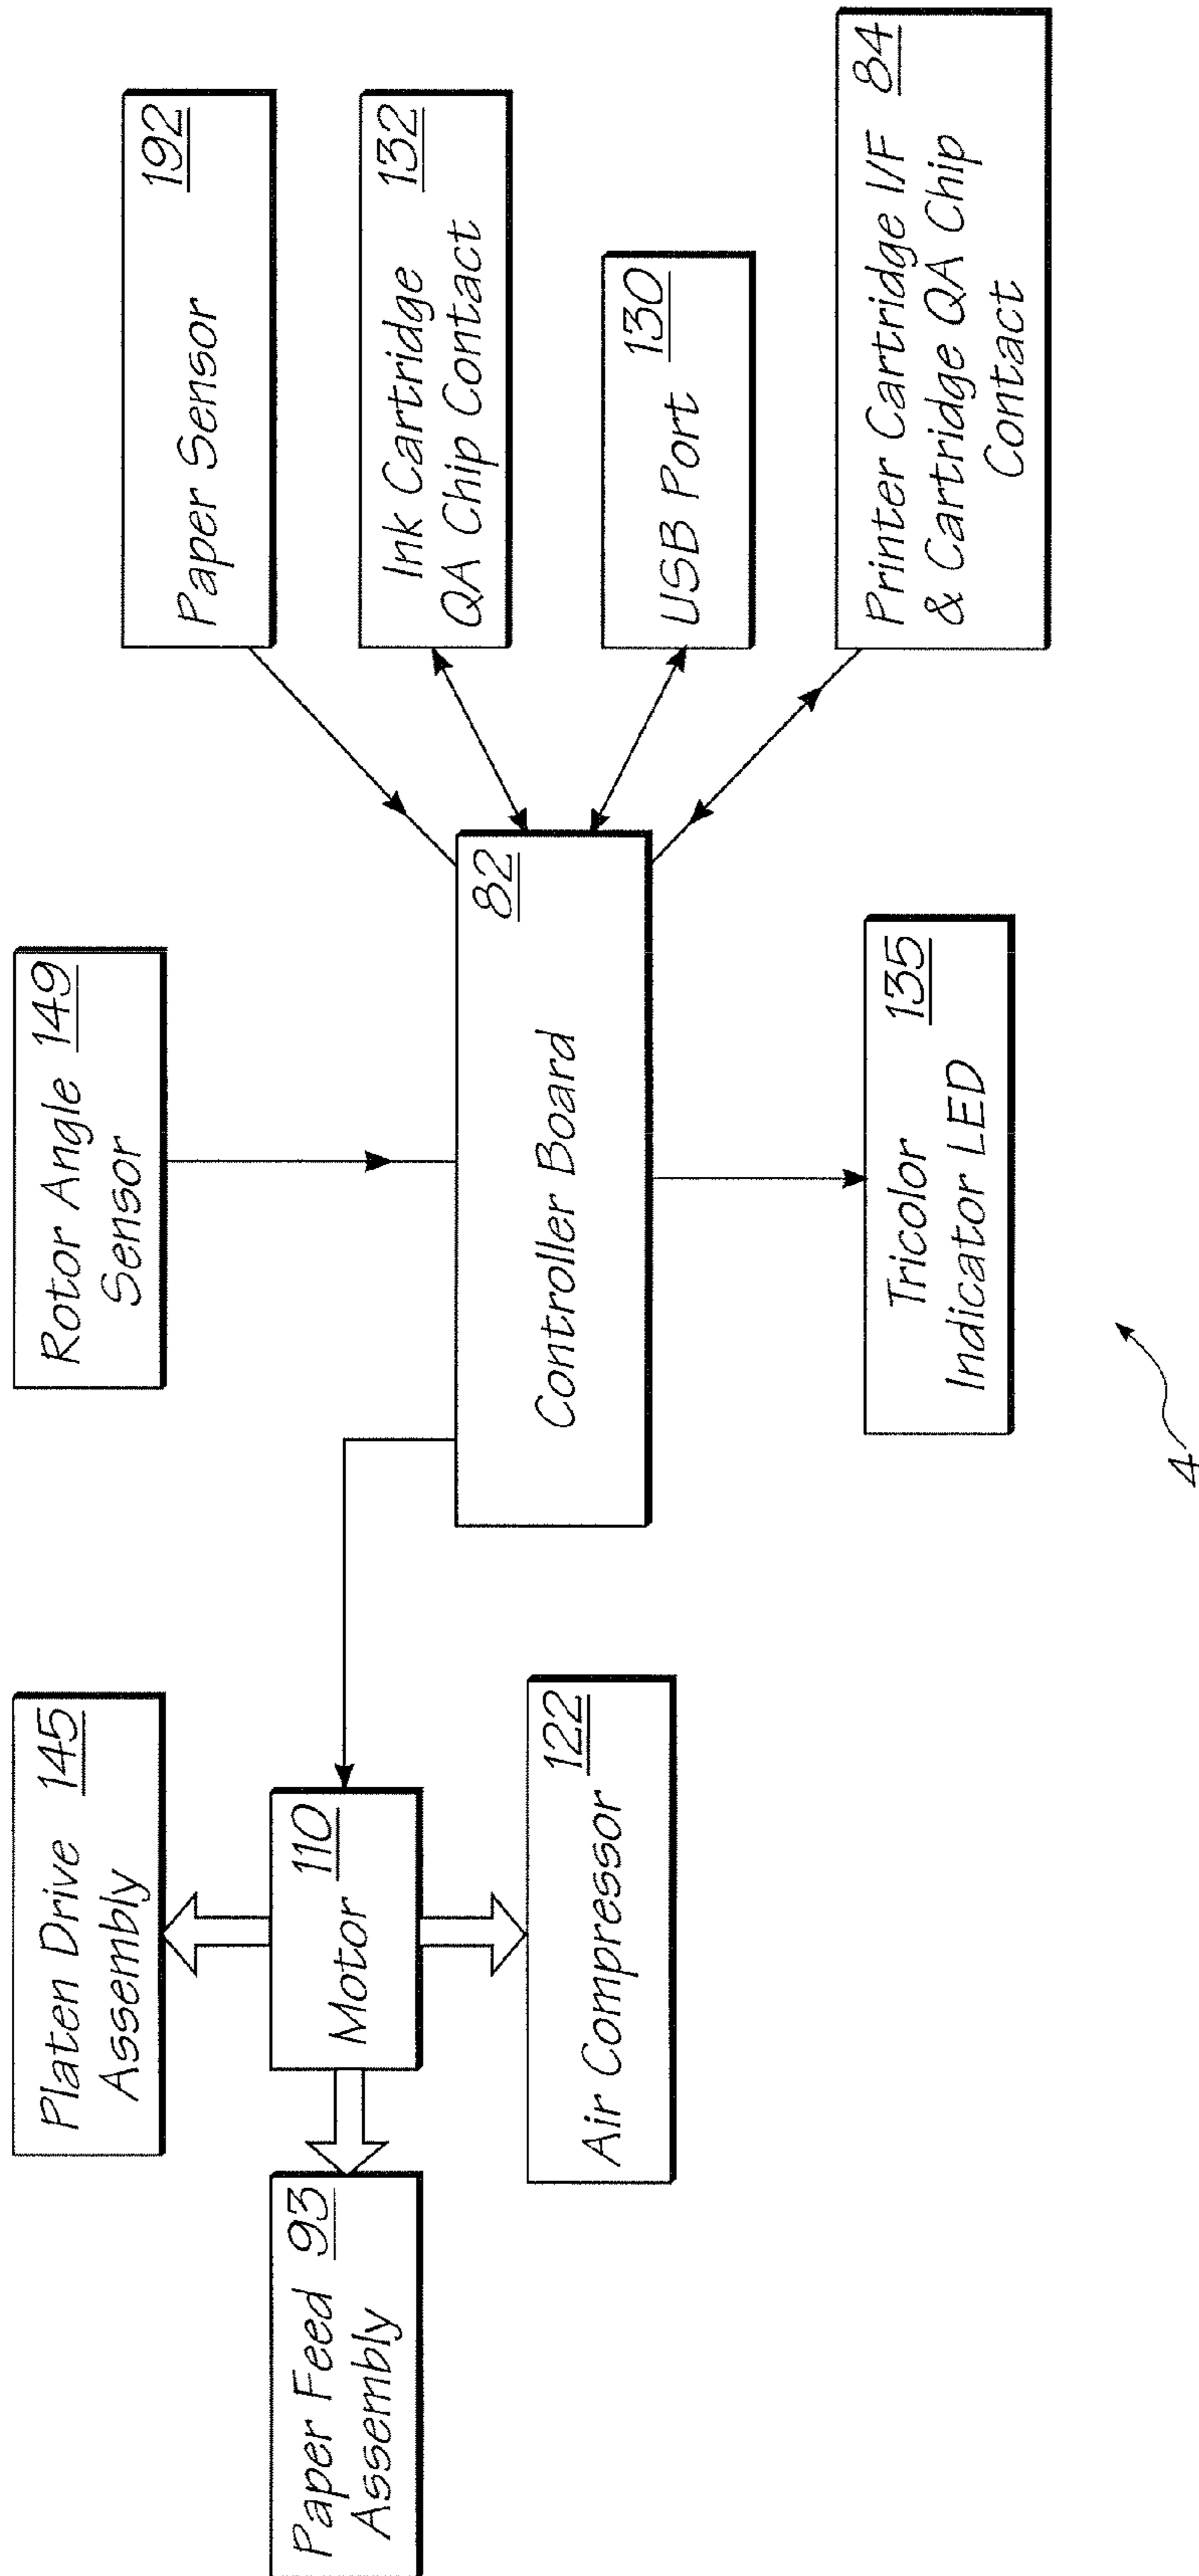 Platen Drive 145
Assembly
Rotor Angle 149
Sensor
Paper Sensor 192
Paper Feed 93
Assembly
Motor 110
Ink Cartridge 132
QA Chip Contact
Controller Board 82
Air Compressor 122
USB Port 130
Tricolor 135
Indicator LED
Printer Cartridge I/F 84
& Cartridge QA Chip
Contact
4